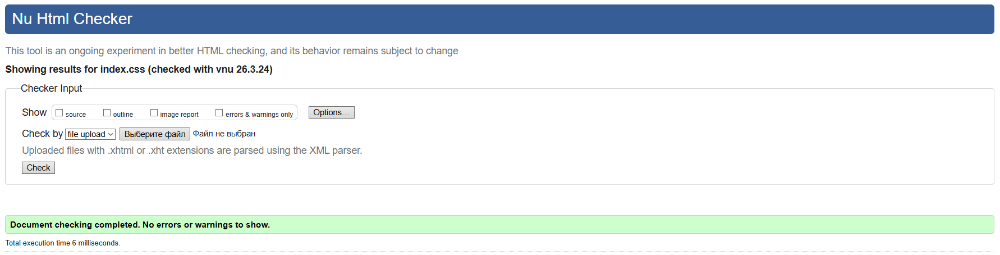 Nu Html Checker
This tool is an ongoing experiment in better HTML checking, and its behavior remains subject to change
Showing results for index.css (checked with vnu 26.3.24)
Checker Input
Show source outline image report errors & warnings only Options...
Check by file upload Выберите файл Файл не выбран
Uploaded files with .xhtml or .xht extensions are parsed using the XML parser.
Check
Document checking completed. No errors or warnings to show.
Total execution time 6 milliseconds.